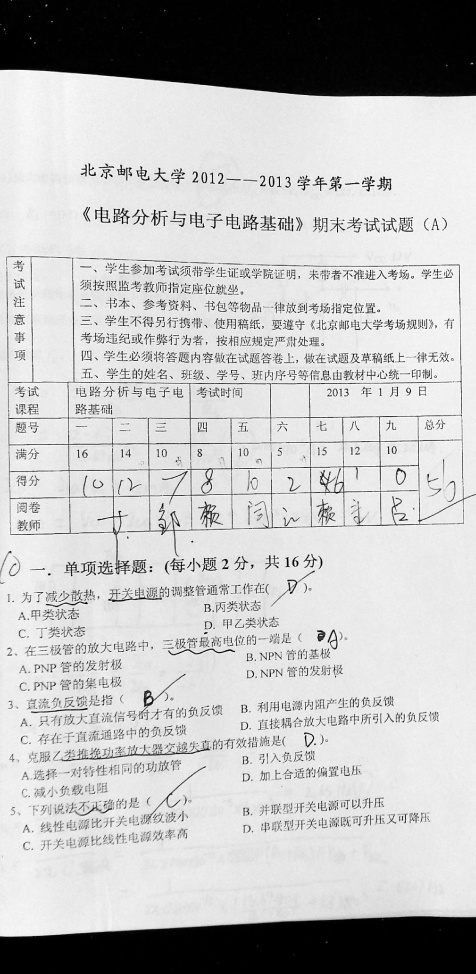 北京邮电大学2012——2013学年第一学期
《电路分析与电子电路基础》期末考试试题（A）
考试注意事项
一、学生参加考试须带学生证或学院证明，未带者不准进入考场。学生必
须按照监考教师指定座位就坐。
二、书本、参考资料、书包等物品一律放到考场指定位置。
三、学生不得另行携带、使用稿纸，要遵守《北京邮电大学考场规则》，有
考场违纪或作弊行为者，按相应规定严肃处理。
四、学生必须将答题内容做在试题答卷上，做在试题及草稿纸上一律无效。
五、学生的姓名、班级、学号、班内序号等信息由教材中心统一印制。
考试课程 电路分析与电子电路基础 考试时间 2013 年 1 月 9 日
题号 一 二 三 四 五 六 七 八 九 总分
满分 16 14 10 8 10 5 15 12 10
得分 10 12 7 8 10 2 6 1 0
阅卷教师
10 一．单项选择题：(每小题 2 分，共 16 分)
1. 为了减少散热，开关电源的调整管通常工作在( D )。
A.甲类状态 B.丙类状态
C. 丁类状态 D. 甲乙类状态
2、在三极管的放大电路中，三极管最高电位的一端是（ A ）。
A. PNP 管的发射极 B. NPN 管的基极
C. PNP 管的集电极 D. NPN 管的发射极
3、直流负反馈是指（ B ）。
A. 只有放大直流信号时才有的负反馈 B. 利用电源内阻产生的负反馈
C. 存在于直流通路中的负反馈 D. 直接耦合放大电路中所引入的负反馈
4、克服乙类推挽功率放大器交越失真的有效措施是( D. )。
A.选择一对特性相同的功放管 B. 引入负反馈
C. 减小负载电阻 D. 加上合适的偏置电压
5、下列说法不正确的是（ C ）。
A. 线性电源比开关电源纹波小 B. 并联型开关电源可以升压
C. 开关电源比线性电源效率高 D. 串联型开关电源既可升压又可降压